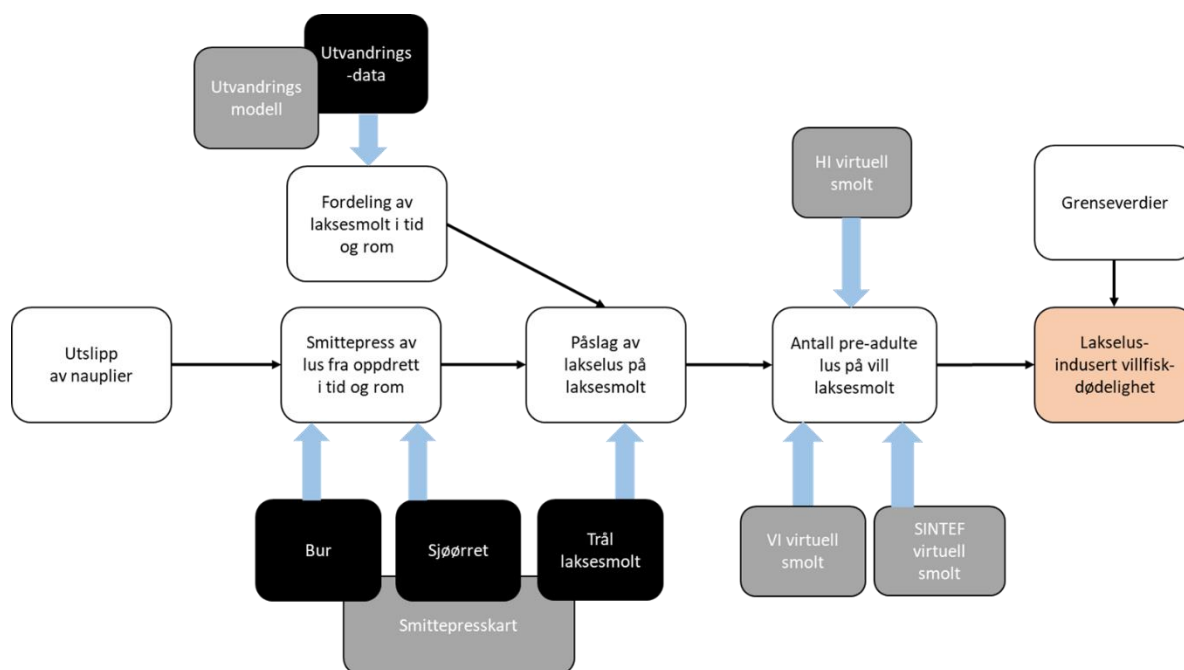 Utvandrings
-data
Utvandrings
modell
HI virtuell
smolt
Fordeling av
laksesmolt i tid
og rom
Grenseverdier
Utslipp
av nauplier
Smittepress av
lus fra oppdrett
i tid og rom
Påslag av
lakselus på
laksesmolt
Antall pre-adulte
lus på vill
laksesmolt
Lakselus-
indusert villfisk-
dødelighet
Bur
Sjøørret
Trål
laksesmolt
VI virtuell
smolt
SINTEF
virtuell
smolt
Smittepresskart